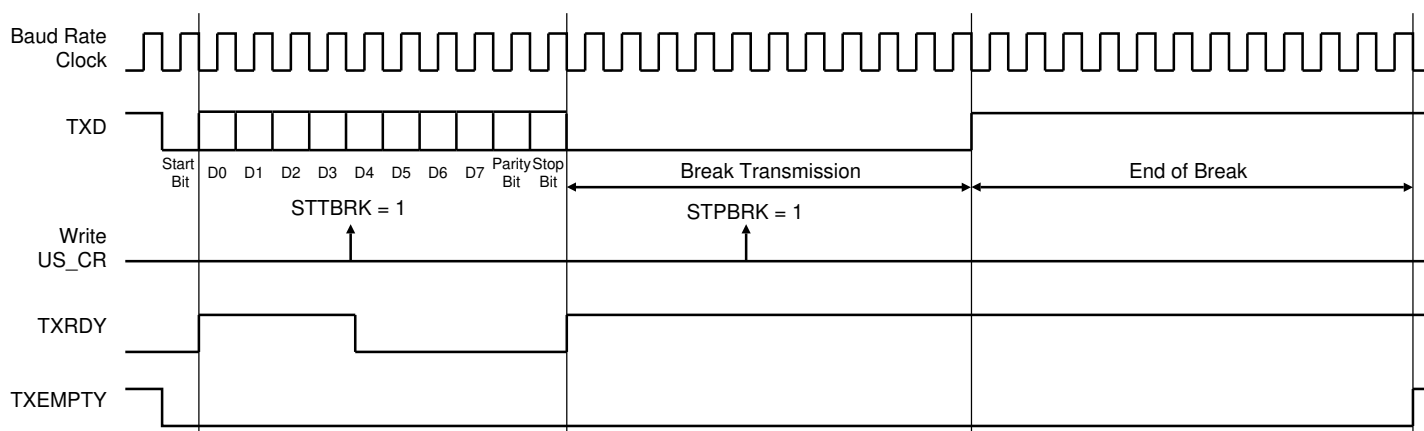 Baud Rate
Clock
TXD
Start
Bit
D0 D1 D2 D3 D4 D5 D6 D7
Parity
Bit
Stop
Bit
Break Transmission
End of Break
STTBRK = 1
STPBRK = 1
Write
US_CR
TXRDY
TXEMPTY